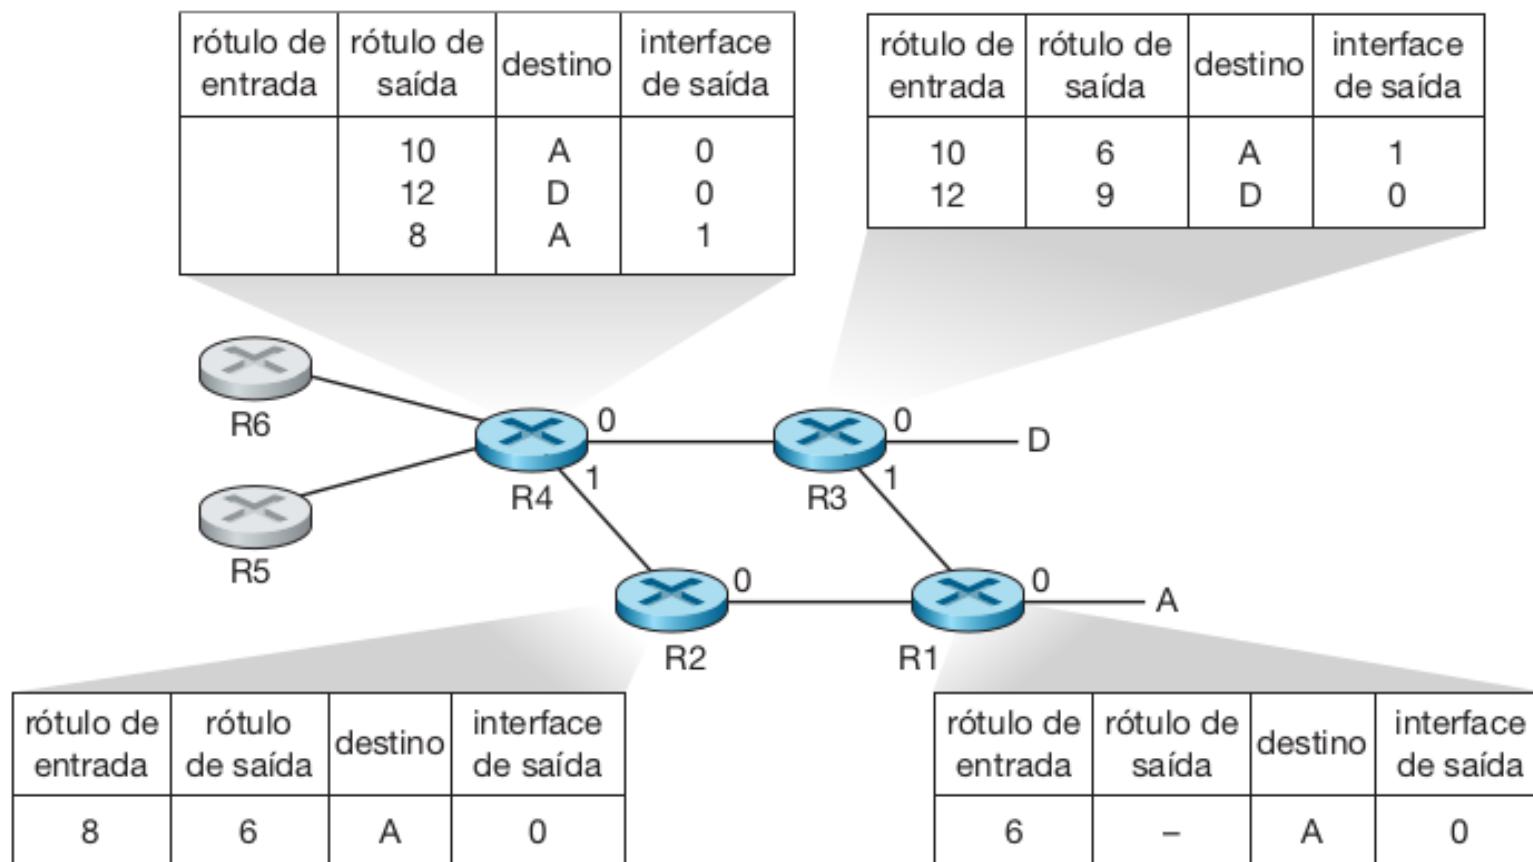 rótulo de entrada rótulo de saída destino interface de saída
10 A 0
12 D 0
8 A 1
rótulo de entrada rótulo de saída destino interface de saída
10 6 A 1
12 9 D 0
R6
0
0
D
R4
1
R3
1
R5
0
0
A
R2
R1
rótulo de entrada rótulo de saída destino interface de saída
8 6 A 0
rótulo de entrada rótulo de saída destino interface de saída
6 – A 0